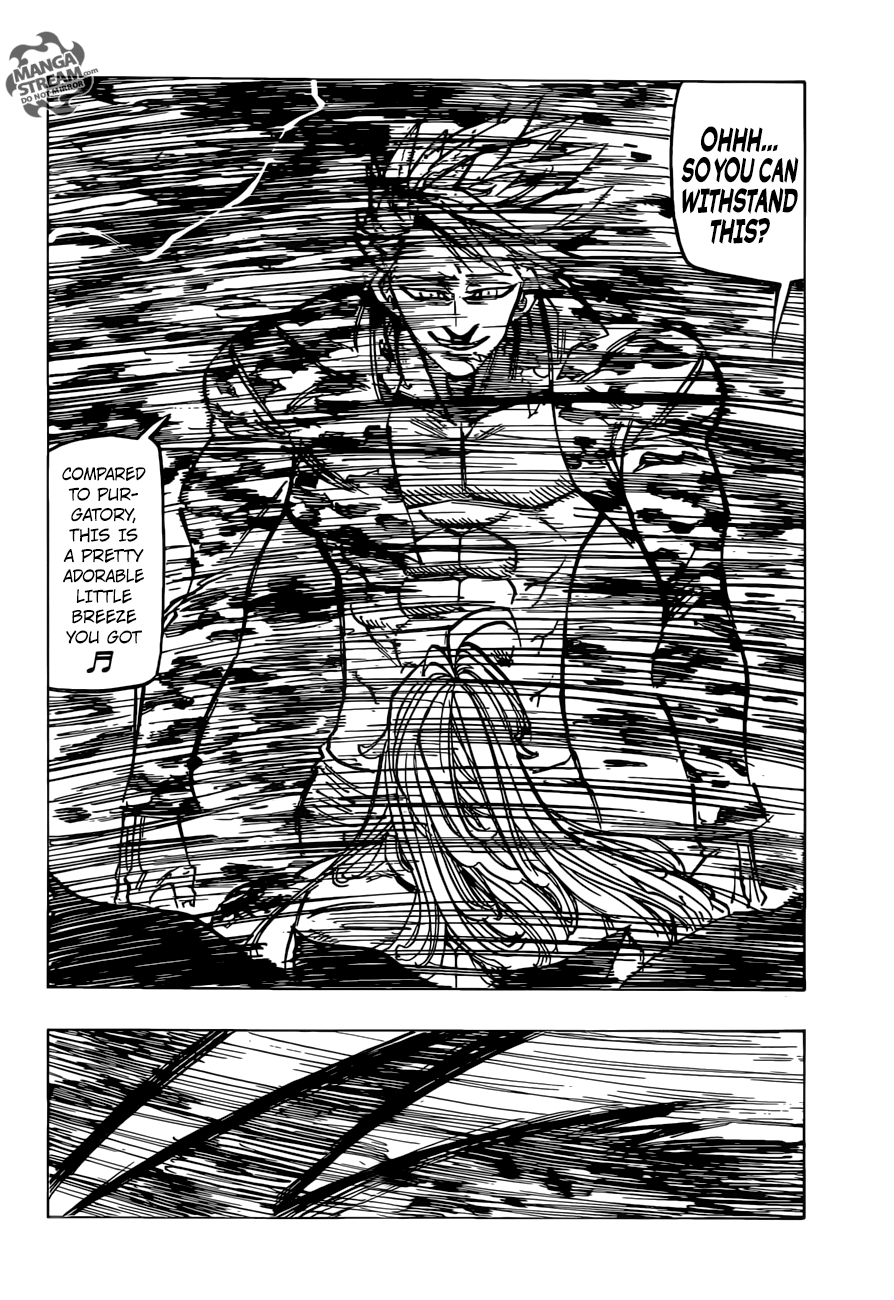 MANGA
STREAM.com
DO NOT MIRROR
OHHH...
SO YOU CAN
WITHSTAND
THIS?
COMPARED
TO PUR-
GATORY,
THIS IS
A PRETTY
ADORABLE
LITTLE
BREEZE
YOU GOT
♬